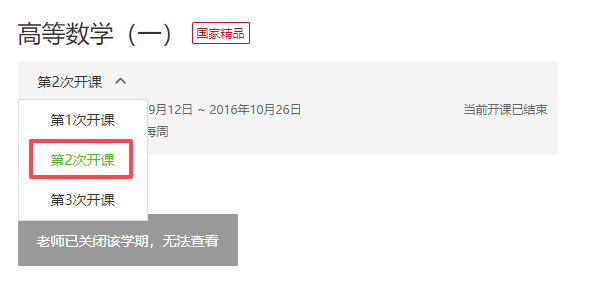 高等数学（一） 国家精品
第2次开课
第1次开课
9月12日 ~ 2016年10月26日 当前开课已结束
每周
第2次开课
第3次开课
老师已关闭该学期，无法查看